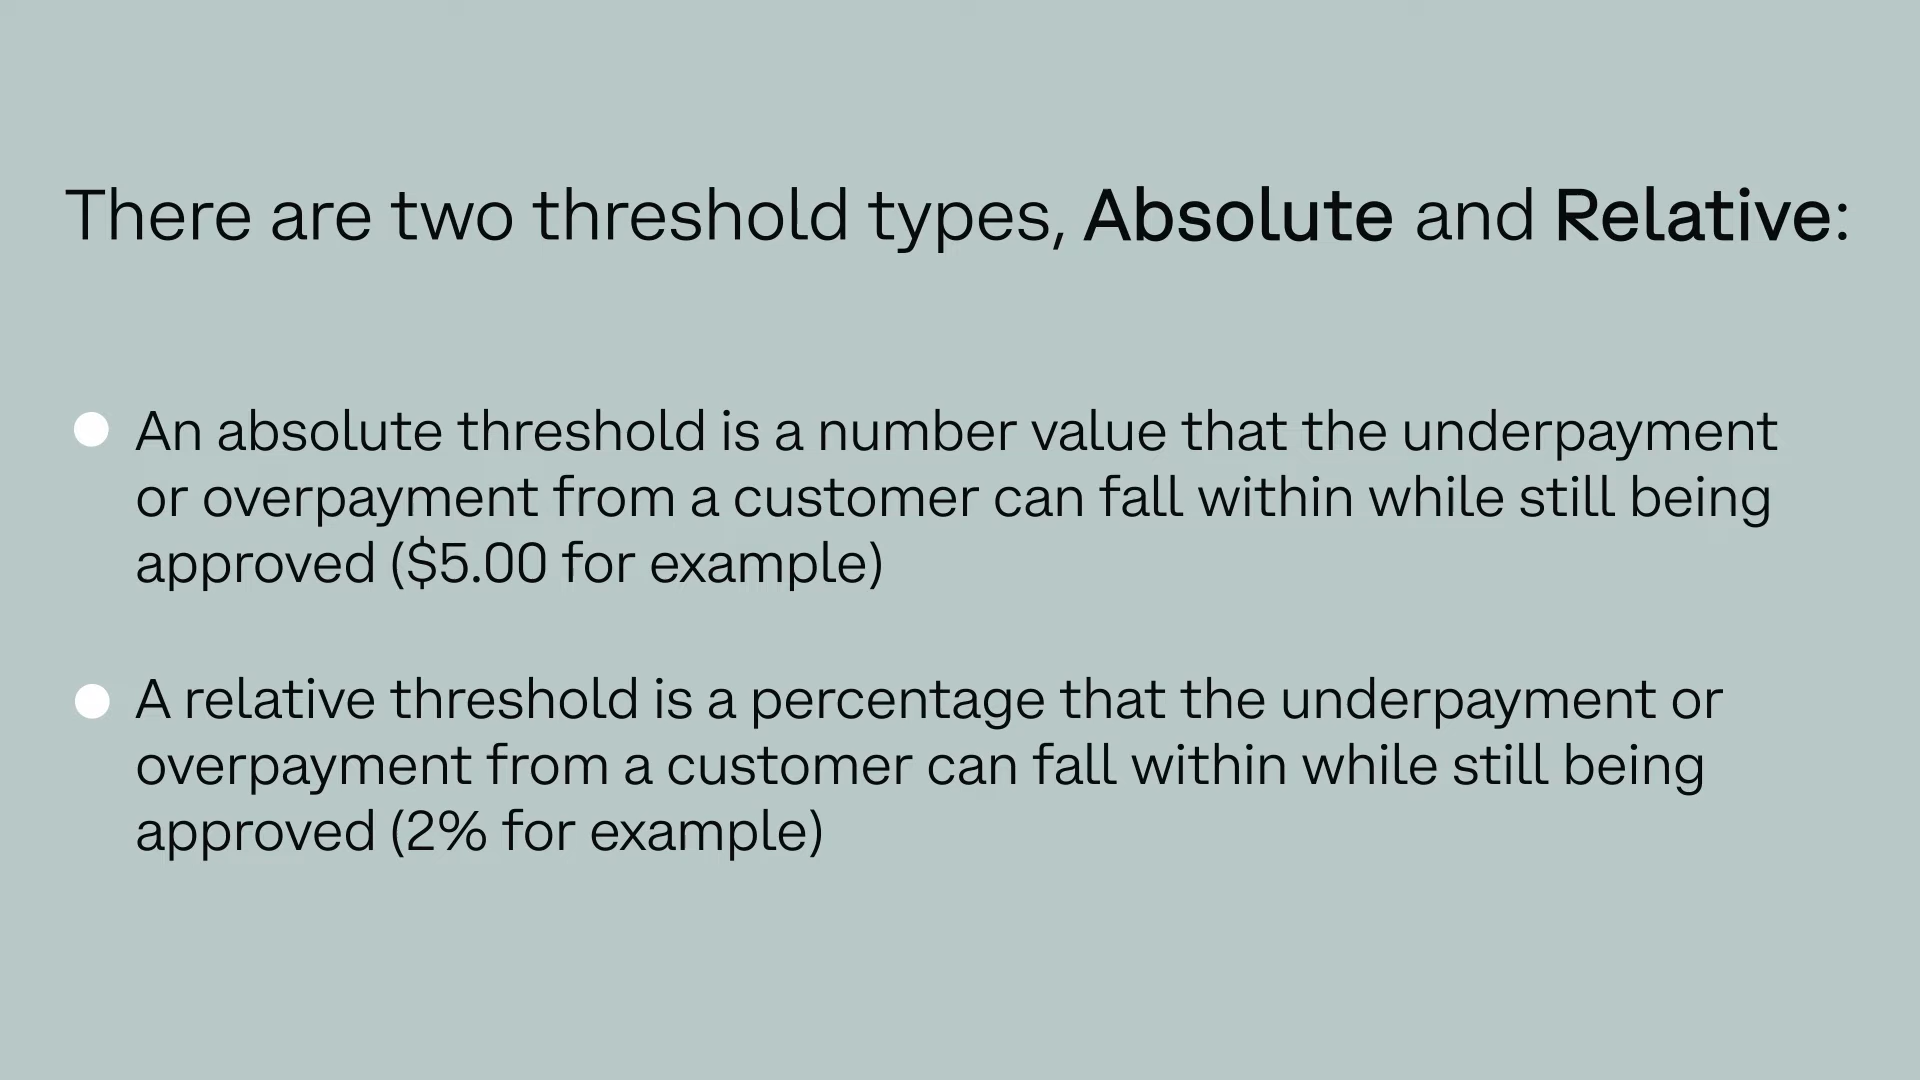 There are two threshold types, Absolute and Relative:
An absolute threshold is a number value that the underpayment
or overpayment from a customer can fall within while still being
approved ($5.00 for example)
A relative threshold is a percentage that the underpayment or
overpayment from a customer can fall within while still being
approved (2% for example)